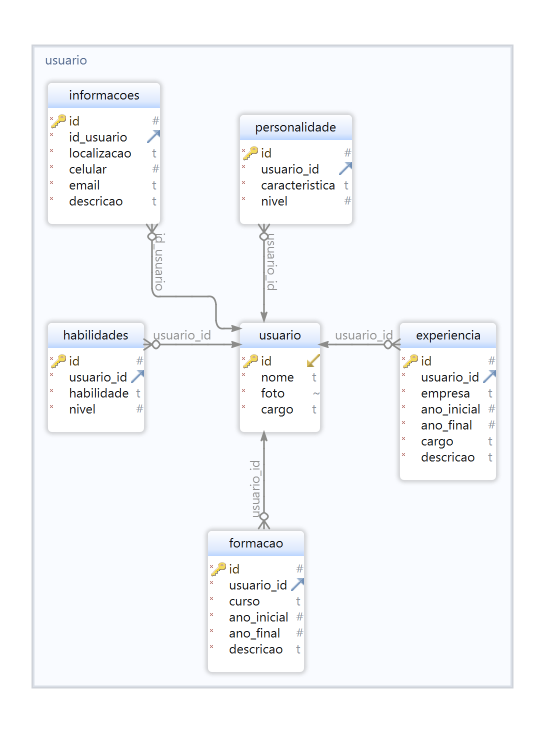 usuario
informacoes
id #
id_usuario
localizacao t
celular #
email t
descricao t
personalidade
id #
usuario_id
caracteristica t
nivel #
id_usuario
usuario_id
habilidades
id #
usuario_id
habilidade t
nivel #
usuario_id
usuario
id
nome t
foto ~
cargo t
usuario_id
experiencia
id #
usuario_id
empresa t
ano_inicial #
ano_final #
cargo t
descricao t
usuario_id
formacao
id #
usuario_id
curso t
ano_inicial #
ano_final #
descricao t